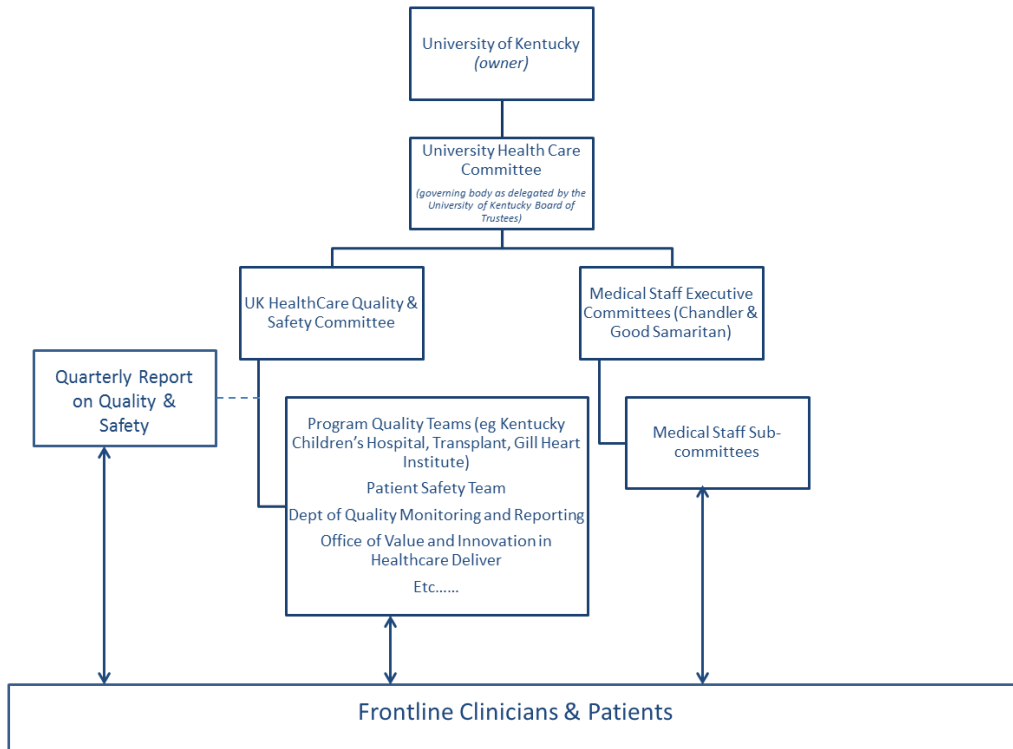 University of Kentucky
(owner)
University Health Care
Committee
(governing body as delegated by the
University of Kentucky Board of
Trustees)
UK HealthCare Quality &
Safety Committee
Medical Staff Executive
Committees (Chandler &
Good Samaritan)
Quarterly Report
on Quality &
Safety
Program Quality Teams (eg Kentucky
Children's Hospital, Transplant, Gill Heart
Institute)
Patient Safety Team
Dept of Quality Monitoring and Reporting
Office of Value and Innovation in
Healthcare Deliver
Etc......
Medical Staff Sub-
committees
Frontline Clinicians & Patients